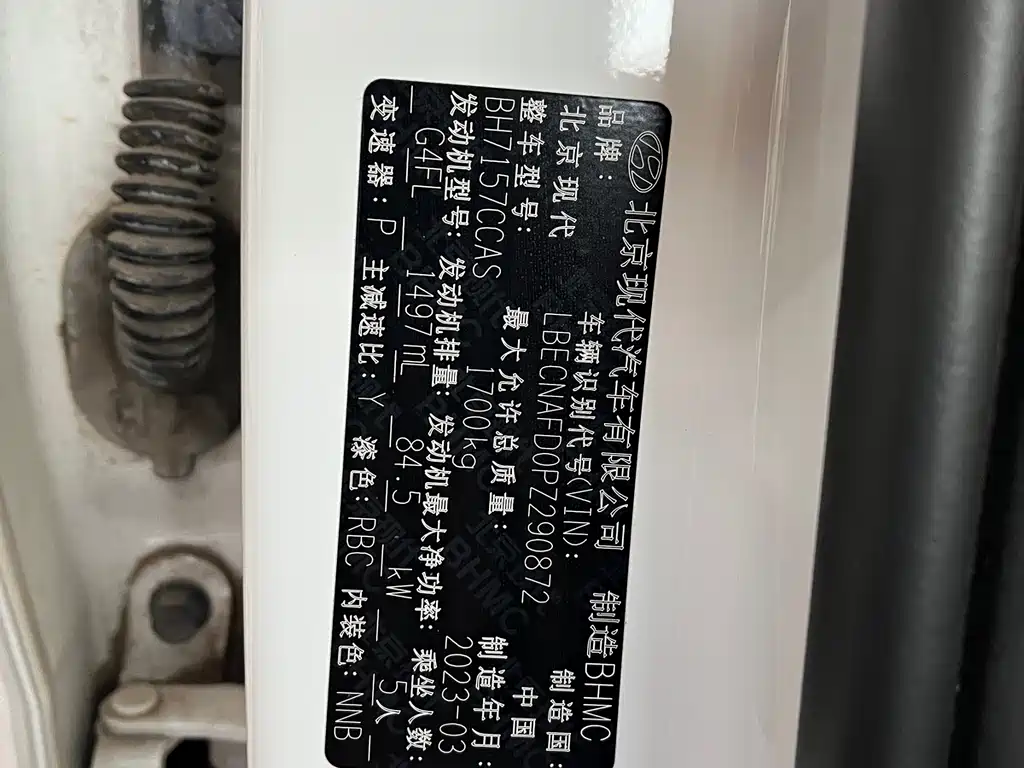 北京现代汽车有限公司 制造BHMC
品牌: 车辆识别代号(VIN): 制造国:
北京现代 LBECNAFD0PZ290872 中国
整车型号: 最大允许总质量: 制造年月:
BH7157CCAS 1700kg 2023-03
发动机型号: 发动机排量: 发动机最大净功率: 乘坐人数:
G4FL 1497mL 84.5 kW 5人
变速器: P 主减速比: Y 漆色: RBC 内装色: NNB